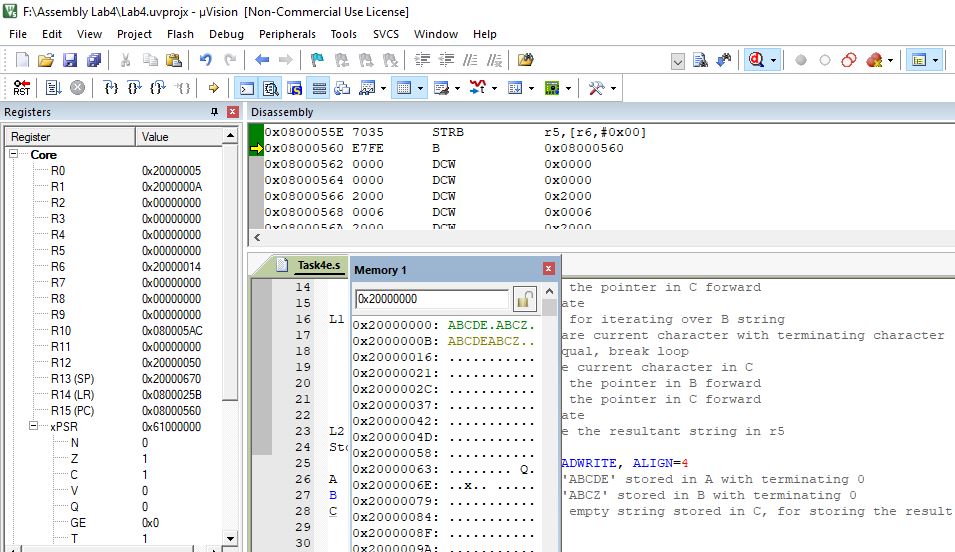 F:\Assembly Lab4\Lab4.uvprojx - µVision [Non-Commercial Use License]
File Edit View Project Flash Debug Peripherals Tools SVCS Window Help
Registers
Register Value
Core
R0 0x20000005
R1 0x2000000A
R2 0x00000000
R3 0x00000000
R4 0x00000000
R5 0x00000000
R6 0x20000014
R7 0x00000000
R8 0x00000000
R9 0x00000000
R10 0x080005AC
R11 0x00000000
R12 0x20000050
R13 (SP) 0x20000670
R14 (LR) 0x0800025B
R15 (PC) 0x08000560
xPSR 0x61000000
N 0
Z 1
C 1
V 0
Q 0
GE 0x0
T 1
Disassembly
0x0800055E 7035 STRB r5,[r6,#0x00]
0x08000560 E7FE B 0x08000560
0x08000562 0000 DCW 0x0000
0x08000564 0000 DCW 0x0000
0x08000566 2000 DCW 0x2000
0x08000568 0006 DCW 0x0006
0x0800056A 2000 DCW 0x2000
Task4e.s
14 the pointer in C forward
15 ate
16 L1 for iterating over B string
17 are current character with terminating character
18 qual, break loop
19 e current character in C
20 the pointer in B forward
21 the pointer in C forward
22 ate
23 L2 e the resultant string in r5
24 Sto
25 ADWRITE, ALIGN=4
26 A 'ABCDE' stored in A with terminating 0
27 B 'ABCZ' stored in B with terminating 0
28 C empty string stored in C, for storing the result
29
30
Memory 1
0x20000000
0x20000000: ABCDE.ABCZ.
0x2000000B: ABCDEABCZ..
0x20000016: ...........
0x20000021: ...........
0x2000002C: ...........
0x20000037: ...........
0x20000042: ...........
0x2000004D: ...........
0x20000058: ...........
0x20000063: ......... Q.
0x2000006E: ..x.. .....
0x20000079: ...........
0x20000084: ...........
0x2000008F: ...........
0x2000009A: ...........